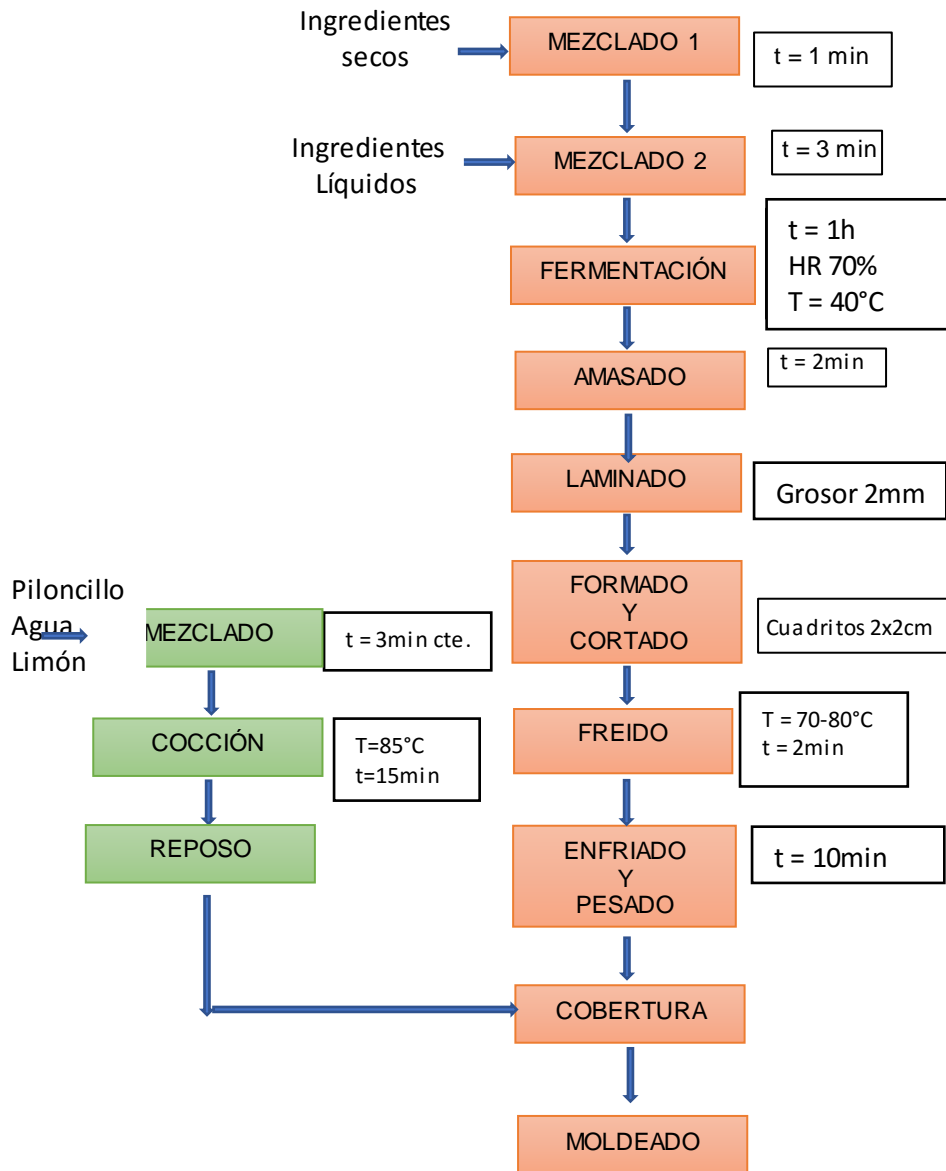 Ingredientes
secos
MEZCLADO 1
t = 1 min
Ingredientes
Líquidos
MEZCLADO 2
t = 3 min
FERMENTACIÓN
t = 1h
HR 70%
T = 40°C
AMASADO
t = 2min
LAMINADO
Grosor 2mm
FORMADO
Y
CORTADO
Cuadritos 2x2cm
Piloncillo
Agua
Limón
MEZCLADO
t = 3min cte.
COCCIÓN
T=85°C
t=15min
FREIDO
T = 70-80°C
t = 2min
REPOSO
ENFRIADO
Y
PESADO
t = 10min
COBERTURA
MOLDEADO